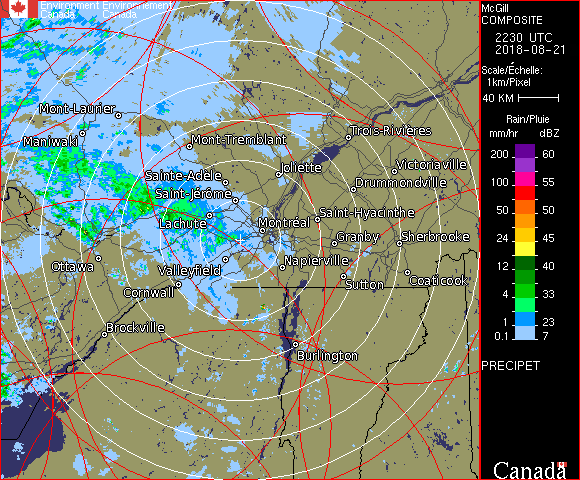 Environment Environnement
Canada Canada
McGill
COMPOSITE
2230 UTC
2018-08-21
Scale/Échelle:
1km/Pixel
40 KM
Rain/Pluie
mm/hr dBZ
200 60
100 55
50 50
24 45
12 40
4 33
1 23
0.1 7
PRECIPET
Canada
Mont-Laurier
Maniwaki
Mont-Tremblant
Trois-Rivières
Sainte-Adèle
Joliette
Victoriaville
Saint-Jérôme
Drummondville
Lachute
Montréal
Saint-Hyacinthe
Granby
Sherbrooke
Ottawa
Valleyfield
Napierville
Cornwall
Sutton
Coaticook
Brockville
Burlington